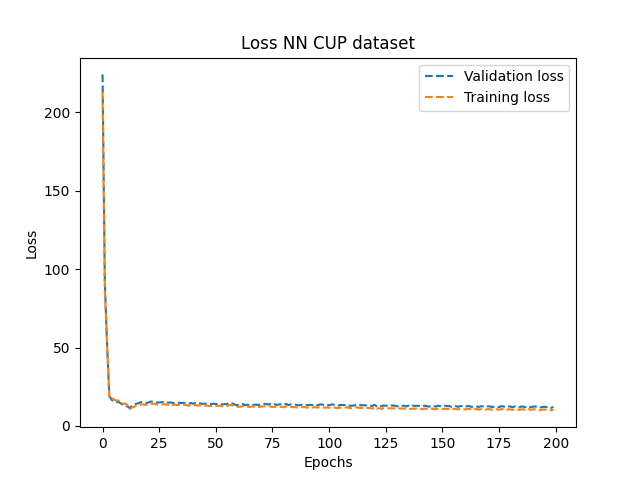 Loss NN CUP dataset
Validation loss
Training loss
Loss
200
150
100
50
0
0 25 50 75 100 125 150 175 200
Epochs